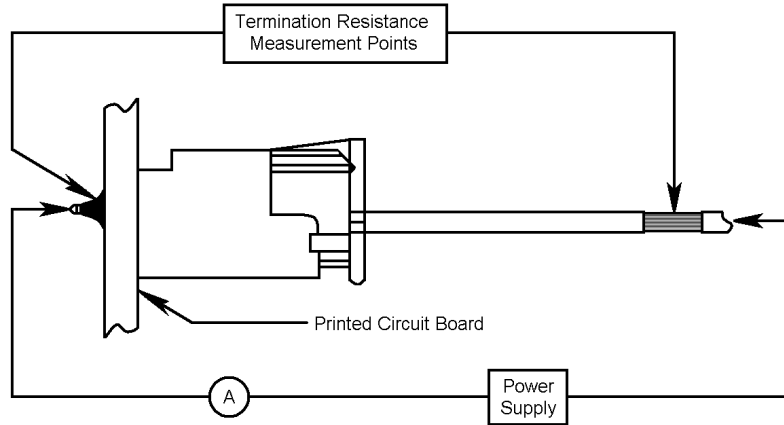 Termination Resistance
Measurement Points
Printed Circuit Board
A
Power
Supply